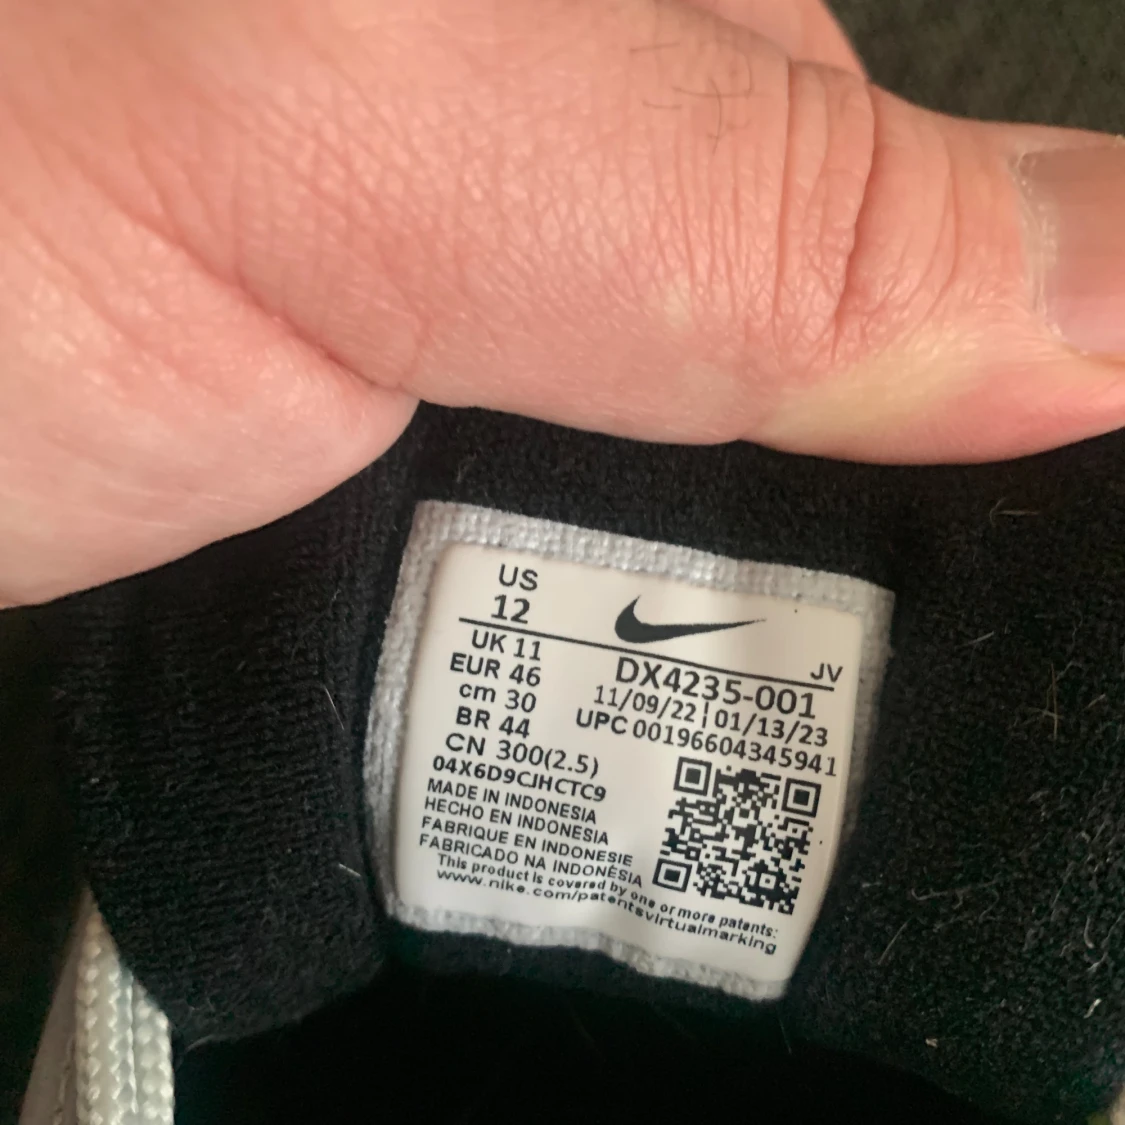 US
12
UK 11
EUR 46
cm 30
BR 44
CN 300(2.5)
04X6D9CJHCTC9
JV
DX4235-001
11/09/22|01/13/23
UPC 00196604345941
MADE IN INDONESIA
HECHO EN INDONESIA
FABRIQUE EN INDONESIE
FABRICADO NA INDONÉSIA
This product is covered by one or more patents:
www.nike.com/patentsvirtualmarking